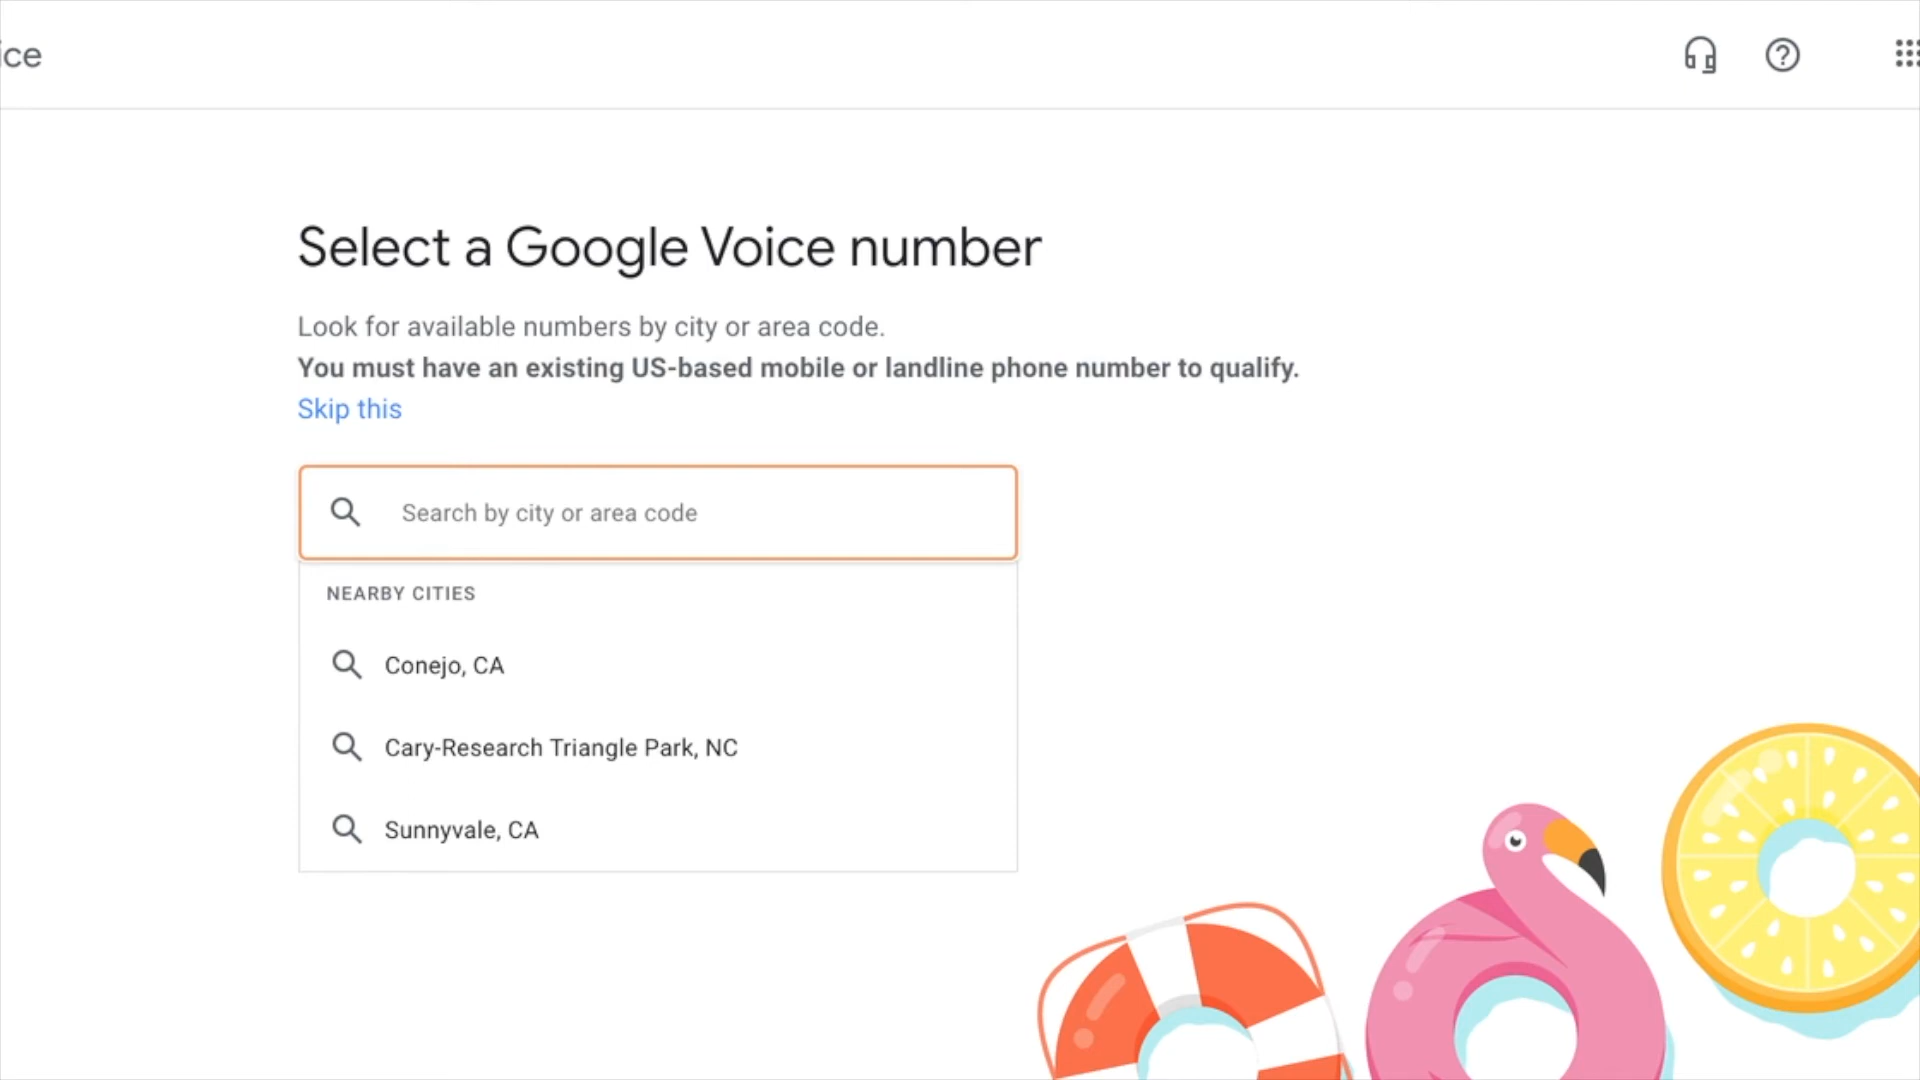 ice
Select a Google Voice number
Look for available numbers by city or area code.
You must have an existing US-based mobile or landline phone number to qualify.
Skip this
Search by city or area code
NEARBY CITIES
Conejo, CA
Cary-Research Triangle Park, NC
Sunnyvale, CA